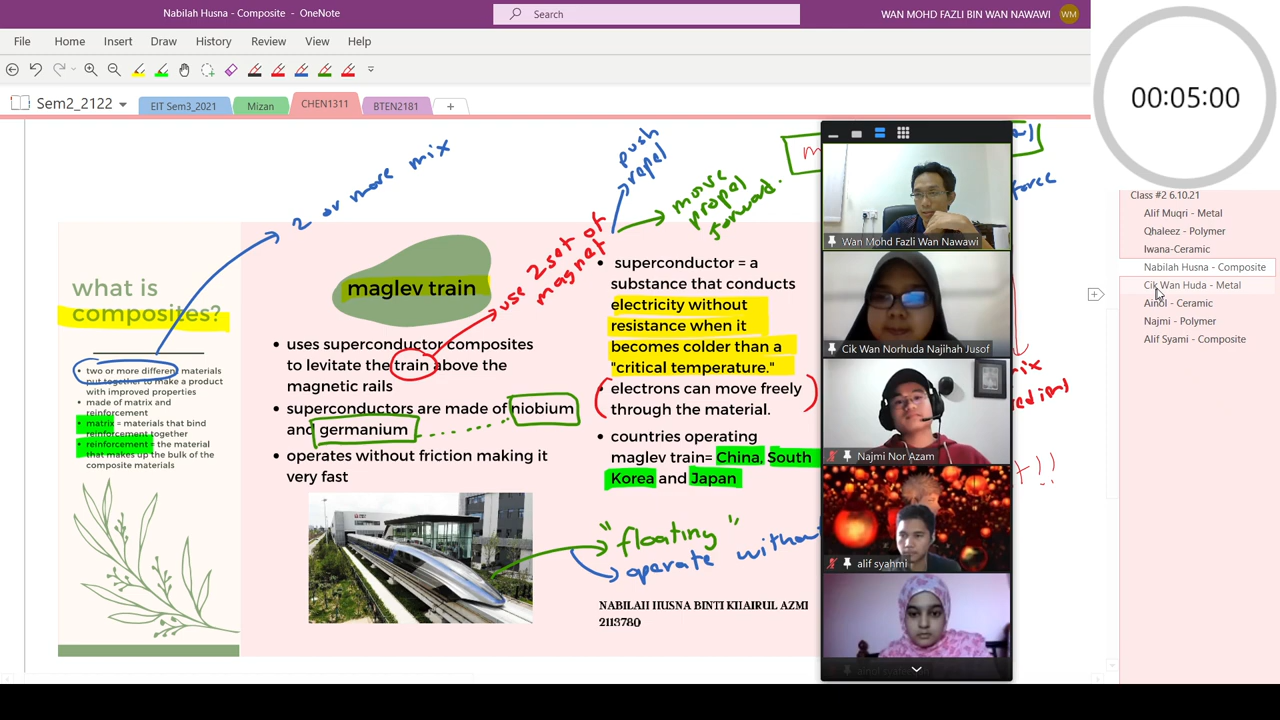 Nabilah Husna - Composite - OneNote
Search
WAN MOHD FAZLI BIN WAN NAWAWI
WM
File Home Insert Draw History Review View Help
Sem2_2122
EIT Sem3_2021
Mizan
CHEN1311
BTEN2181
+
00:05:00
Class #2 6.10.21
Alif Muqri - Metal
Qhaleez - Polymer
Iwana-Ceramic
Nabilah Husna - Composite
Cik Wan Huda - Metal
Ainol - Ceramic
Najmi - Polymer
Alif Syami - Composite
2 or more mix
push
repel
move
propel
forward.
use 2 set of
magnet
force
what is
composites?
two or more different materials
put together to make a product
with improved properties
made of matrix and
reinforcement
matrix = materials that bind
reinforcement together
reinforcement = the material
that makes up the bulk of the
composite materials
maglev train
uses superconductor composites
to levitate the train above the
magnetic rails
superconductors are made of niobium
and germanium
operates without friction making it
very fast
superconductor = a
substance that conducts
electricity without
resistance when it
becomes colder than a
"critical temperature."
electrons can move freely
through the material.
countries operating
maglev train= China, South
Korea and Japan
"floating"
operate
NABILAH HUSNA BINTI KHAIRUL AZMI
2113780
Wan Mohd Fazli Wan Nawawi
Cik Wan Norhuda Najihah Jusof
Najmi Nor Azam
alif syahmi